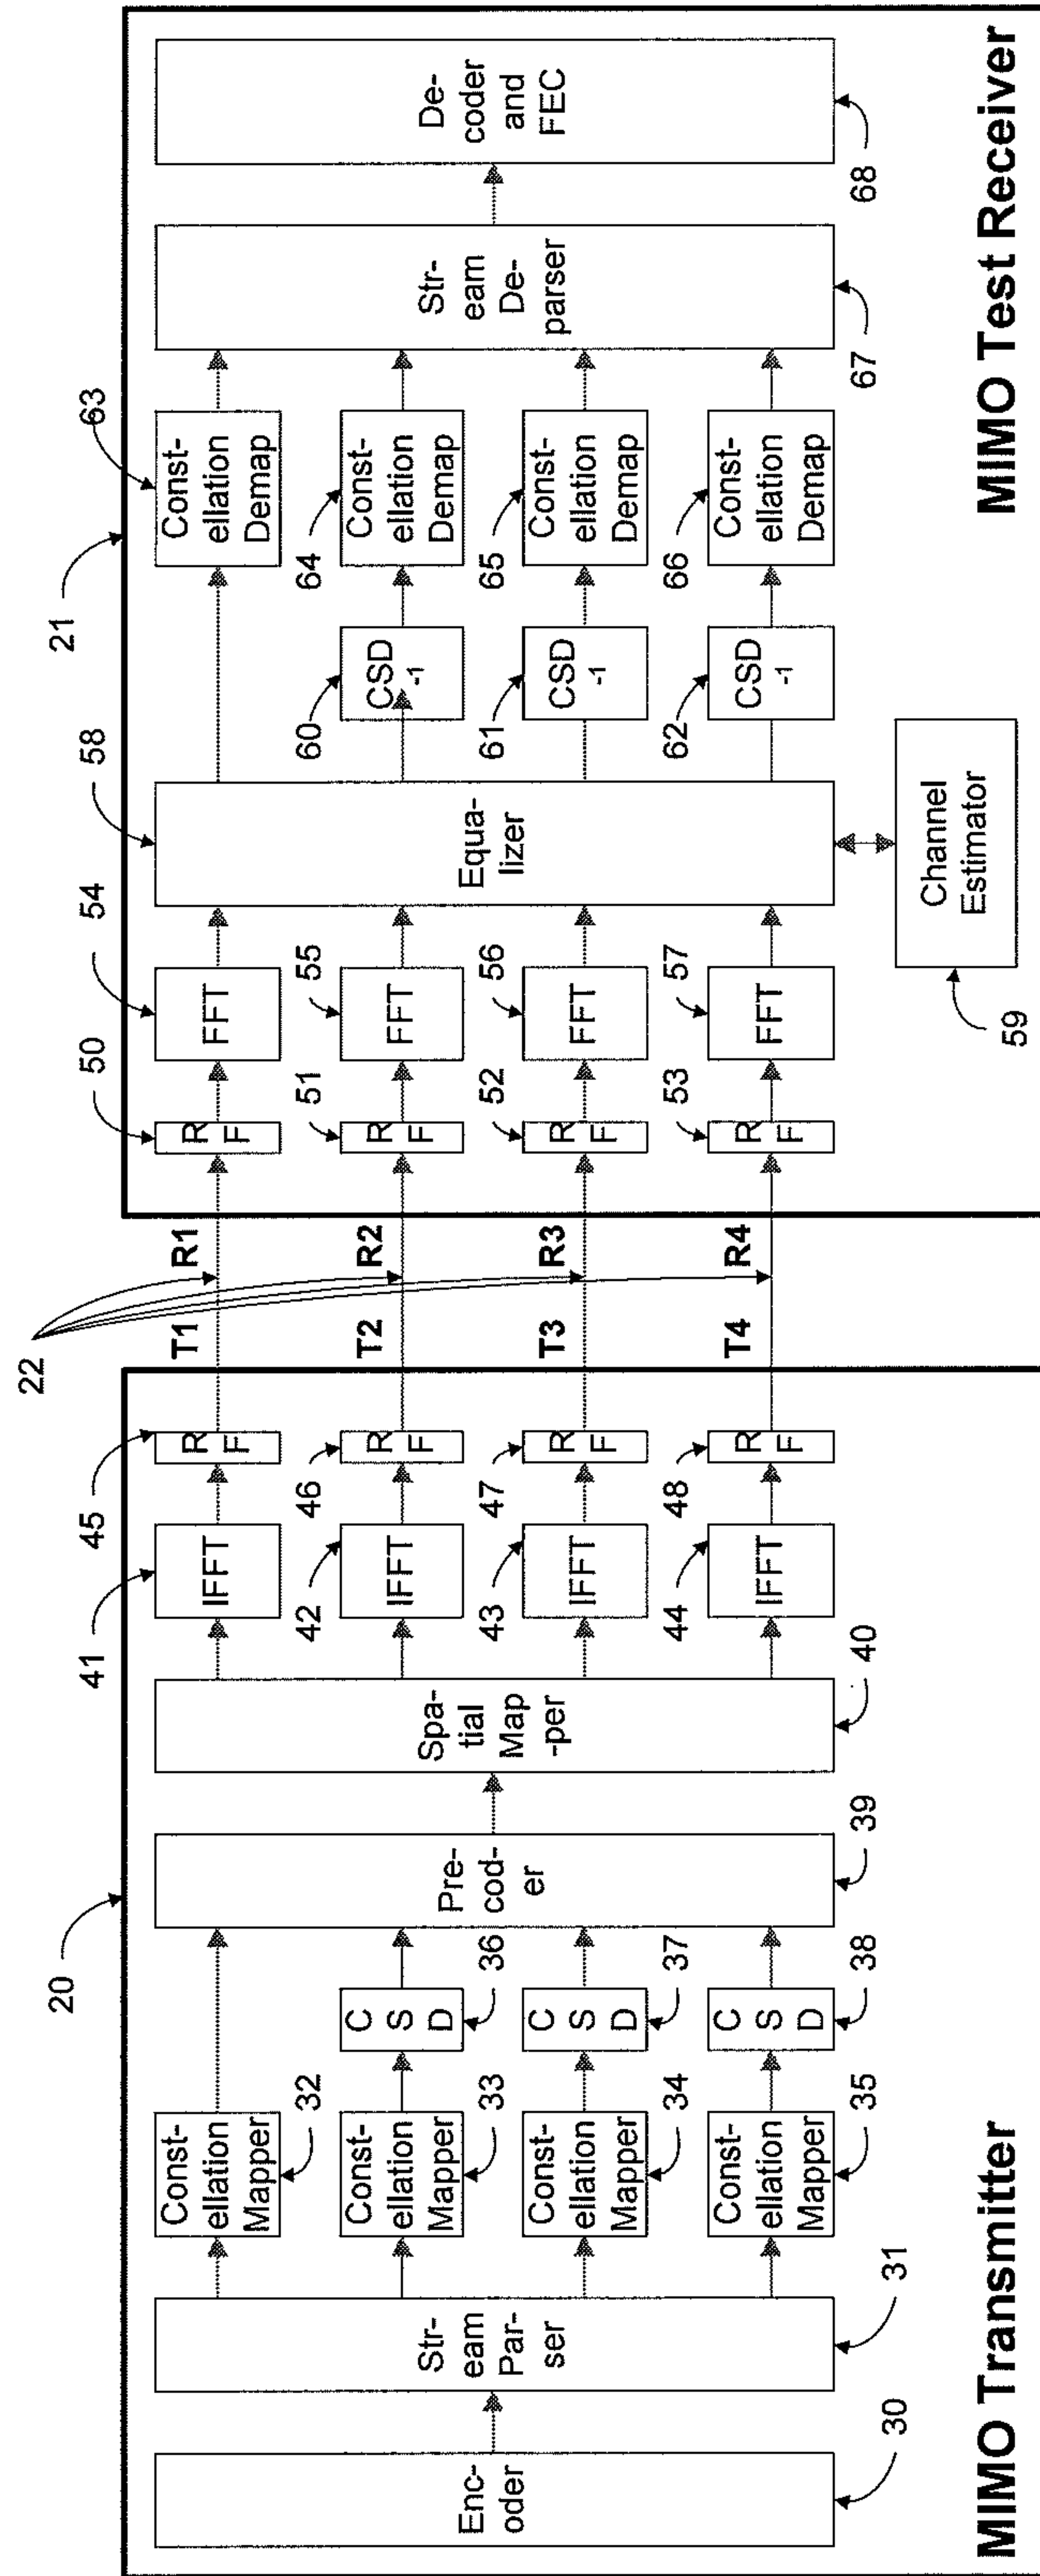 20
Enc-
oder
30
Str-
eam
Par-
ser
31
Const-
ellation
Mapper
32
Const-
ellation
Mapper
33
Const-
ellation
Mapper
34
Const-
ellation
Mapper
35
C
S
D
36
C
S
D
37
C
S
D
38
Pre-
cod-
er
39
Spa-
tial
Map
-per
40
41
IFFT
42
IFFT
43
IFFT
44
IFFT
45
R
F
46
R
F
47
R
F
48
R
F
MIMO Transmitter
22
T1 R1
T2 R2
T3 R3
T4 R4
21
50
R
F
51
R
F
52
R
F
53
R
F
54
FFT
55
FFT
56
FFT
57
FFT
58
Equa-
lizer
Channel
Estimator
59
60
CSD
-1
61
CSD
-1
62
CSD
-1
63
Const-
ellation
Demap
64
Const-
ellation
Demap
65
Const-
ellation
Demap
66
Const-
ellation
Demap
Str-
eam
De-
parser
67
De-
coder
and
FEC
68
MIMO Test Receiver